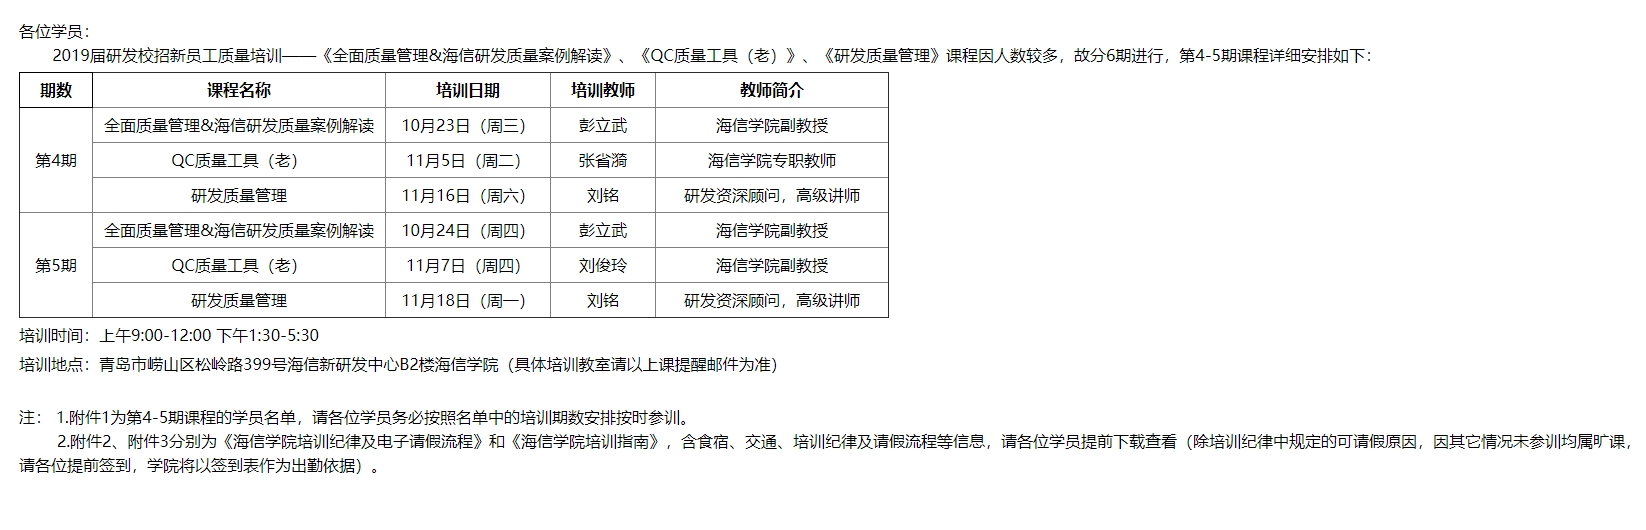 各位学员：
2019届研发校招新员工质量培训——《全面质量管理&海信研发质量案例解读》、《QC质量工具（老）》、《研发质量管理》课程因人数较多，故分6期进行，第4-5期课程详细安排如下：
期数 课程名称 培训日期 培训教师 教师简介
第4期 全面质量管理&海信研发质量案例解读 10月23日（周三） 彭立武 海信学院副教授
QC质量工具（老） 11月5日（周二） 张省漪 海信学院专职教师
研发质量管理 11月16日（周六） 刘铭 研发资深顾问，高级讲师
第5期 全面质量管理&海信研发质量案例解读 10月24日（周四） 彭立武 海信学院副教授
QC质量工具（老） 11月7日（周四） 刘俊玲 海信学院副教授
研发质量管理 11月18日（周一） 刘铭 研发资深顾问，高级讲师
培训时间：上午9:00-12:00 下午1:30-5:30
培训地点：青岛市崂山区松岭路399号海信新研发中心B2楼海信学院（具体培训教室请以上课提醒邮件为准）
注： 1.附件1为第4-5期课程的学员名单，请各位学员务必按照名单中的培训期数安排按时参训。
2.附件2、附件3分别为《海信学院培训纪律及电子请假流程》和《海信学院培训指南》，含食宿、交通、培训纪律及请假流程等信息，请各位学员提前下载查看（除培训纪律中规定的可请假原因，因其它情况未参训均属旷课，
请各位提前签到，学院将以签到表作为出勤依据）。